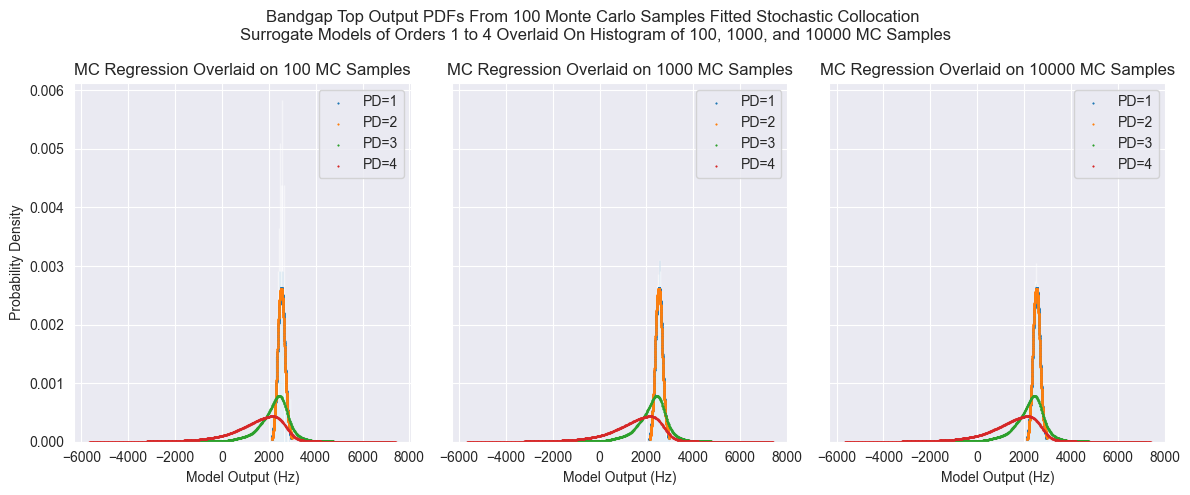 Bandgap Top Output PDFs From 100 Monte Carlo Samples Fitted Stochastic Collocation
Surrogate Models of Orders 1 to 4 Overlaid On Histogram of 100, 1000, and 10000 MC Samples
MC Regression Overlaid on 100 MC Samples
MC Regression Overlaid on 1000 MC Samples
MC Regression Overlaid on 10000 MC Samples
Probability Density
0.006
0.005
0.004
0.003
0.002
0.001
0.000
PD=1
PD=2
PD=3
PD=4
−6000 −4000 −2000 0 2000 4000 6000 8000
Model Output (Hz)
PD=1
PD=2
PD=3
PD=4
−6000 −4000 −2000 0 2000 4000 6000 8000
Model Output (Hz)
PD=1
PD=2
PD=3
PD=4
−6000 −4000 −2000 0 2000 4000 6000 8000
Model Output (Hz)